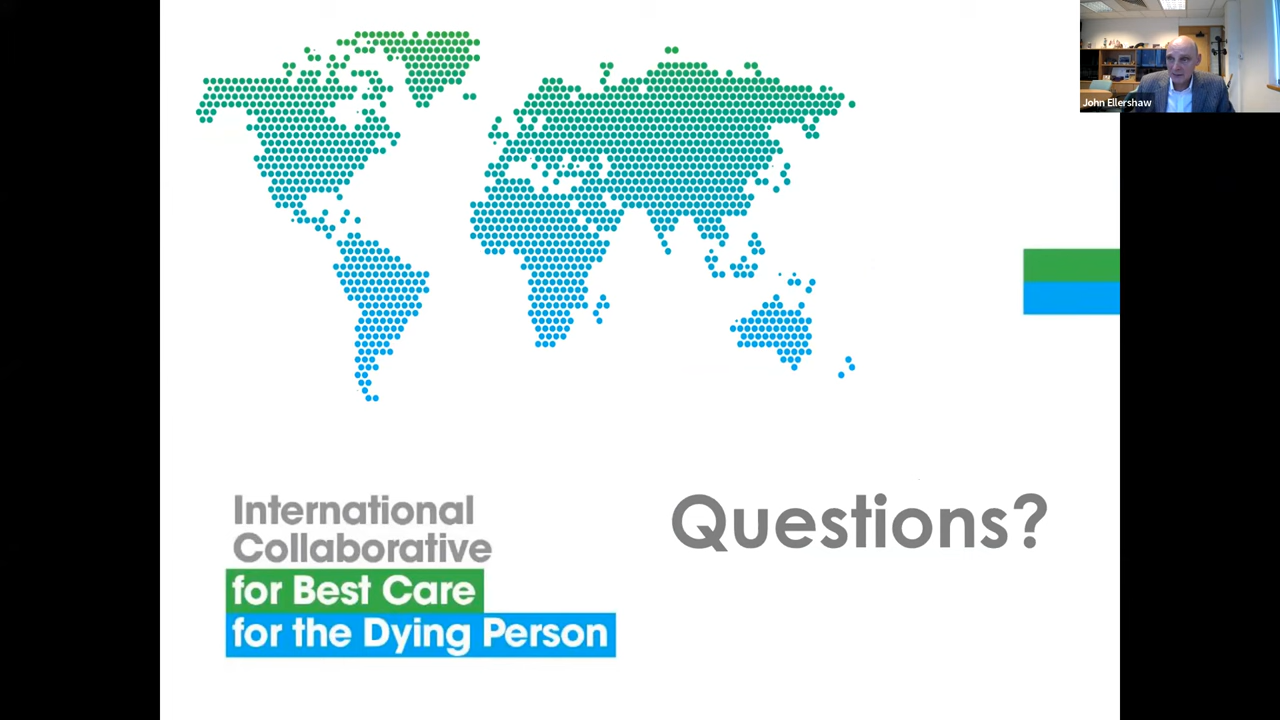 John Ellershaw
International
Collaborative
for Best Care
for the Dying Person
Questions?